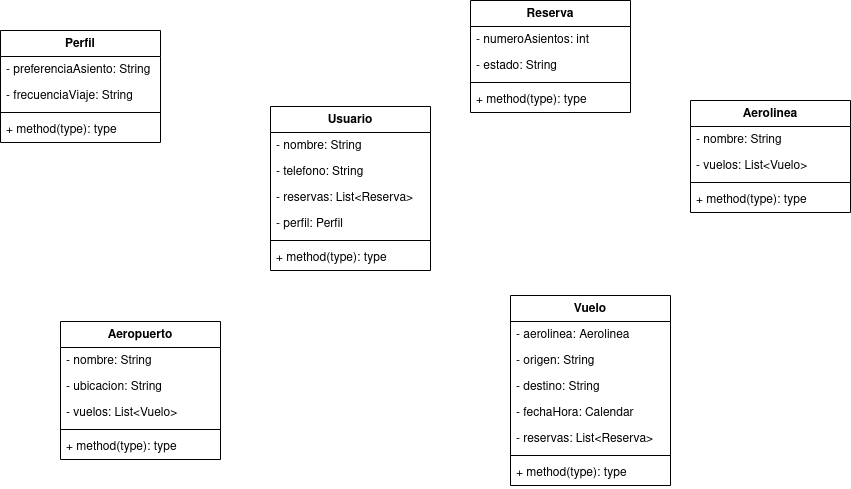 Perfil
- preferenciaAsiento: String
- frecuenciaViaje: String
+ method(type): type
Usuario
- nombre: String
- telefono: String
- reservas: List<Reserva>
- perfil: Perfil
+ method(type): type
Reserva
- numeroAsientos: int
- estado: String
+ method(type): type
Aerolinea
- nombre: String
- vuelos: List<Vuelo>
+ method(type): type
Aeropuerto
- nombre: String
- ubicacion: String
- vuelos: List<Vuelo>
+ method(type): type
Vuelo
- aerolinea: Aerolinea
- origen: String
- destino: String
- fechaHora: Calendar
- reservas: List<Reserva>
+ method(type): type